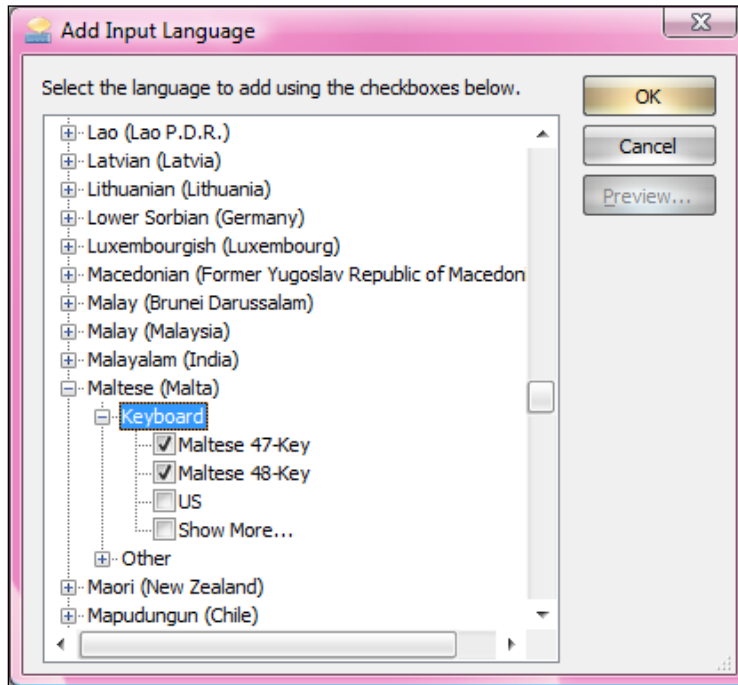 Add Input Language
Select the language to add using the checkboxes below.
Lao (Lao P.D.R.)
Latvian (Latvia)
Lithuanian (Lithuania)
Lower Sorbian (Germany)
Luxembourgish (Luxembourg)
Macedonian (Former Yugoslav Republic of Macedoni
Malay (Brunei Darussalam)
Malay (Malaysia)
Malayalam (India)
Maltese (Malta)
Keyboard
Maltese 47-Key
Maltese 48-Key
US
Show More...
Other
Maori (New Zealand)
Mapudungun (Chile)
OK
Cancel
Preview...